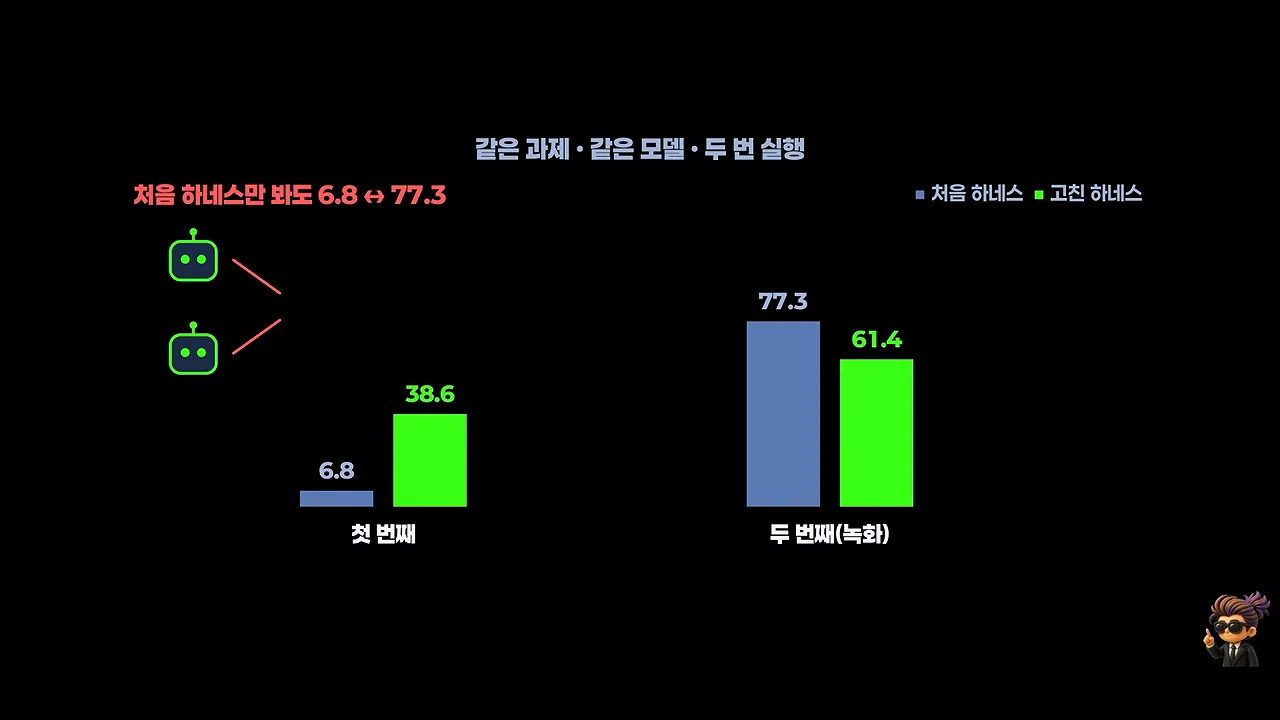 같은 과제 · 같은 모델 · 두 번 실행
처음 하네스만 봐도 6.8 ↔ 77.3
처음 하네스 고친 하네스
77.3
61.4
38.6
6.8
첫 번째
두 번째(녹화)